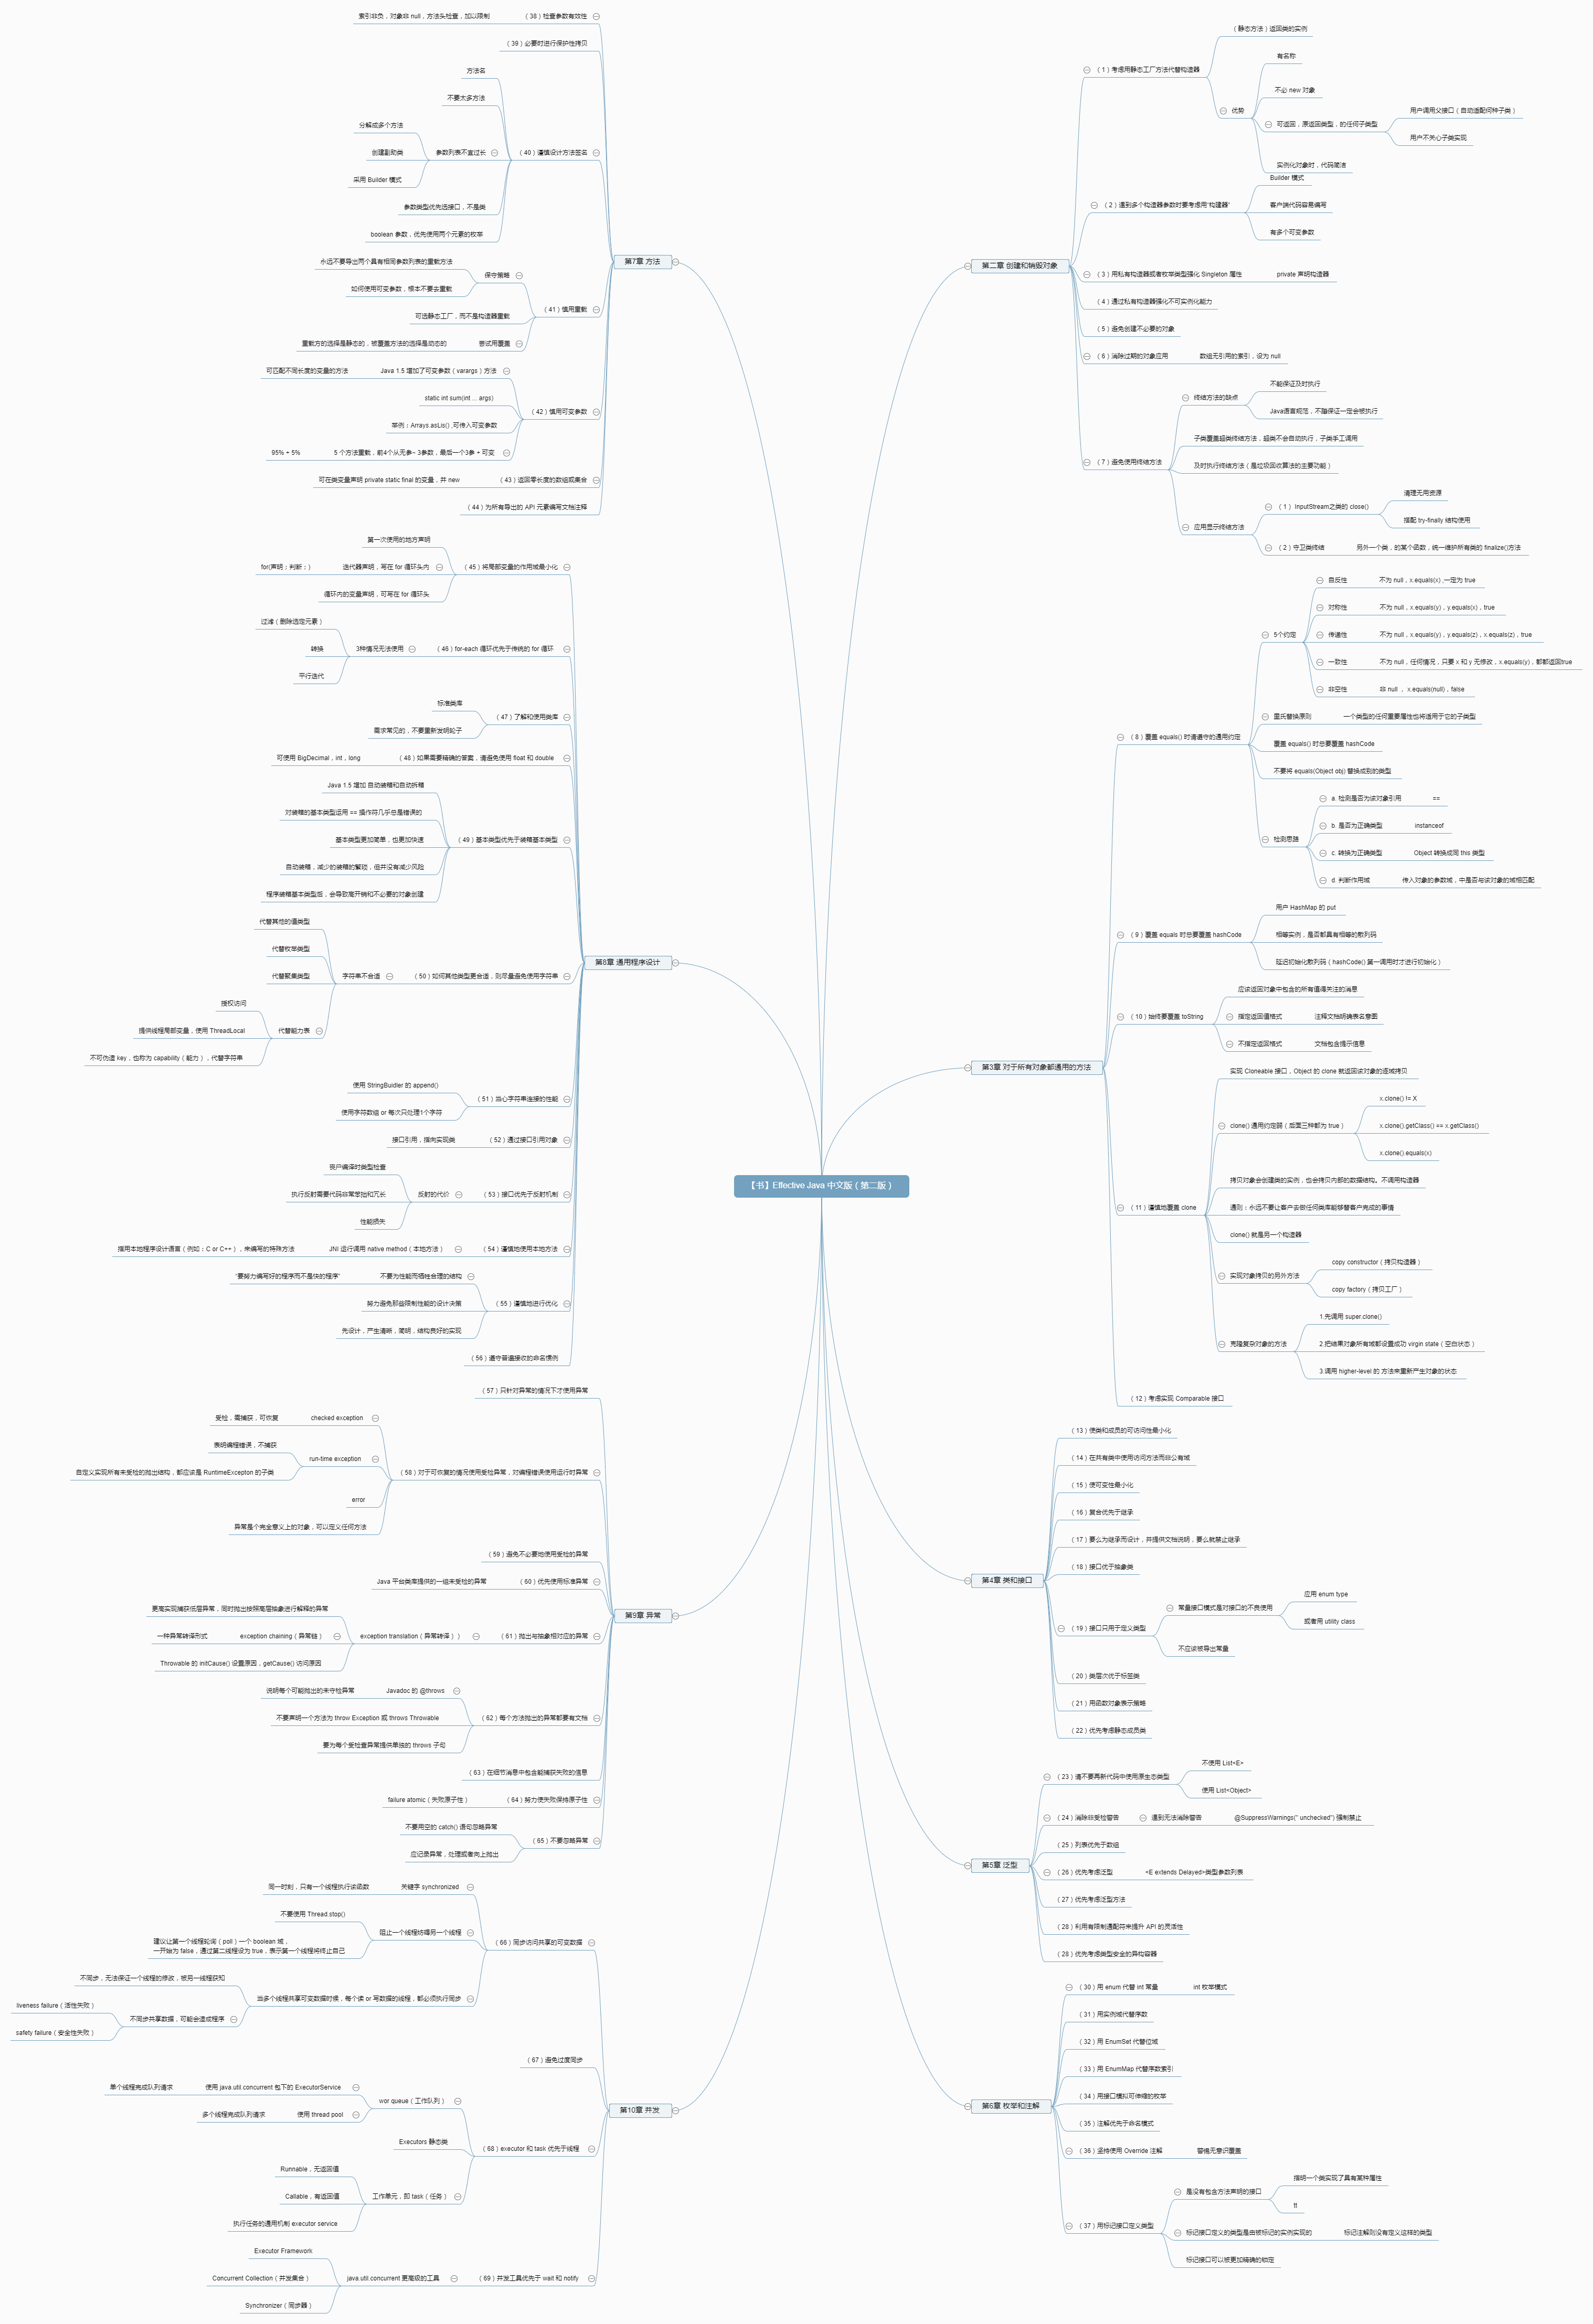 【书】Effective Java 中文版（第二版）
第二章 创建和销毁对象
（1）考虑用静态工厂方法代替构造器
（静态方法）返回类的实例
优势
有名称
不必 new 对象
可返回，原返回类型，的任何子类型
用户调用父接口（自动适配何种子类）
用户不关心子类实现
实例化对象时，代码简洁
（2）遇到多个构造器参数时要考虑用“构建器”
Builder 模式
客户端代码容易编写
有多个可变参数
（3）用私有构造器或者枚举类型强化 Singleton 属性
private 声明构造器
（4）通过私有构造器强化不可实例化能力
（5）避免创建不必要的对象
（6）消除过期的对象应用
数组无引用的索引，设为 null
（7）避免使用终结方法
终结方法的缺点
不能保证及时执行
Java语言规范，不踏保证一定会被执行
子类覆盖超类终结方法，超类不会自动执行，子类手工调用
及时执行终结方法（是垃圾回收算法的主要功能）
应用显示终结方法
（1） InputStream之类的 close()
清理无用资源
搭配 try-finally 结构使用
（2）守卫类终结
另外一个类，的某个函数，统一维护所有类的 finalize()方法
第3章 对于所有对象都通用的方法
（8）覆盖 equals() 时请遵守的通用约定
5个约定
自反性
不为 null，x.equals(x) ,一定为 true
对称性
不为 null，x.equals(y)，y.equals(x)，true
传递性
不为 null，x.equals(y)，y.equals(z)，x.equals(z)，true
一致性
不为 null，任何情况，只要 x 和 y 无修改，x.equals(y)，都都返回true
非空性
非 null ， x.equals(null)，false
里氏替换原则
一个类型的任何重要属性也将适用于它的子类型
覆盖 equals() 时总要覆盖 hashCode
不要将 equals(Object obj) 替换成别的类型
检测思路
a. 检测是否为该对象引用
==
b. 是否为正确类型
instanceof
c. 转换为正确类型
Object 转换成同 this 类型
d. 判断作用域
传入对象的参数域，中是否与该对象的域相匹配
（9）覆盖 equals 时总要覆盖 hashCode
用户 HashMap 的 put
相等实例，是否都具有相等的散列码
延迟初始化散列码（hashCode() 第一调用时才进行初始化）
（10）始终要覆盖 toString
应该返回对象中包含的所有值得关注的消息
指定返回值格式
注释文档明确表名意图
不指定返回格式
文档包含提示信息
（11）谨慎地覆盖 clone
实现 Cloneable 接口，Object 的 clone 就返回该对象的逐域拷贝
clone() 通用约定弱（后面三种都为 true）
x.clone() != X
x.clone().getClass() == x.getClass()
x.clone().equals(x)
拷贝对象会创建类的实例，也会拷贝内部的数据结构。不调用构造器
通则：永远不要让客户去做任何类库能够替客户完成的事情
clone() 就是另一个构造器
实现对象拷贝的另外方法
copy constructor（拷贝构造器）
copy factory（拷贝工厂）
克隆复杂对象的方法
1.先调用 super.clone()
2.把结果对象所有域都设置成功 virgin state（空白状态）
3.调用 higher-level 的 方法来重新产生对象的状态
（12）考虑实现 Comparable 接口
第4章 类和接口
（13）使类和成员的可访问性最小化
（14）在共有类中使用访问方法而非公有域
（15）使可变性最小化
（16）复合优先于继承
（17）要么为继承而设计，并提供文档说明，要么就禁止继承
（18）接口优于抽象类
（19）接口只用于定义类型
常量接口模式是对接口的不良使用
应用 enum type
或者用 utility class
不应该被导出常量
（20）类层次优于标签类
（21）用函数对象表示策略
（22）优先考虑静态成员类
第5章 泛型
（23）请不要再新代码中使用原生态类型
不使用 List<E>
使用 List<Object>
（24）消除非受检警告
遇到无法消除警告
@SuppressWarnings(" unchecked") 强制禁止
（25）列表优先于数组
（26）优先考虑泛型
<E extends Delayed>类型参数列表
（27）优先考虑泛型方法
（28）利用有限制通配符来提升 API 的灵活性
（28）优先考虑类型安全的异构容器
第6章 枚举和注解
（30）用 enum 代替 int 常量
int 枚举模式
（31）用实例域代替序数
（32）用 EnumSet 代替位域
（33）用 EnumMap 代替序数索引
（34）用接口模拟可伸缩的枚举
（35）注解优先于命名模式
（36）坚持使用 Override 注解
警惕无意识覆盖
（37）用标记接口定义类型
是没有包含方法声明的接口
指明一个类实现了具有某种属性
tt
标记接口定义的类型是由被标记的实例实现的
标记注解则没有定义这样的类型
标记接口可以被更加精确的锁定
第7章 方法
（38）检查参数有效性
索引非负，对象非 null，方法头检查，加以限制
（39）必要时进行保护性拷贝
（40）谨慎设计方法签名
方法名
不要太多方法
参数列表不宜过长
分解成多个方法
创建副动类
采用 Builder 模式
参数类型优先选接口，不是类
boolean 参数，优先使用两个元素的枚举
（41）慎用重载
保守策略
永远不要导出两个具有相同参数列表的重载方法
如何使用可变参数，根本不要去重载
可选静态工厂，而不是构造器重载
尝试用覆盖
重载方的选择是静态的，被覆盖方法的选择是动态的
（42）慎用可变参数
Java 1.5 增加了可变参数（varargs）方法
可匹配不同长度的变量的方法
static int sum(int ... args)
举例：Arrays.asLis() ,可传入可变参数
5 个方法重载，前4个从无参~ 3参数，最后一个3参 + 可变
95% + 5%
（43）返回零长度的数组或集合
可在类变量声明 private static final 的变量，并 new
（44）为所有导出的 API 元素编写文档注释
第8章 通用程序设计
（45）将局部变量的作用域最小化
第一次使用的地方声明
迭代器声明，写在 for 循环头内
for(声明；判断；)
循环内的变量声明，可写在 for 循环头
（46）for-each 循环优先于传统的 for 循环
3种情况无法使用
过滤（删除选定元素）
转换
平行迭代
（47）了解和使用类库
标准类库
需求常见的，不要重新发明轮子
（48）如果需要精确的答案，请避免使用 float 和 double
可使用 BigDecimal，int，long
（49）基本类型优先于装箱基本类型
Java 1.5 增加 自动装箱和自动拆箱
对装箱的基本类型运用 == 操作符几乎总是错误的
基本类型更加简单，也更加快速
自动装箱，减少的装箱的繁琐，但并没有减少风险
程序装箱基本类型后，会导致高开销和不必要的对象创建
（50）如何其他类型更合适，则尽量避免使用字符串
字符串不合适
代替其他的值类型
代替枚举类型
代替聚集类型
代替能力表
授权访问
提供线程局部变量，使用 ThreadLocal
不可伪造 key，也称为 capability（能力），代替字符串
（51）当心字符串连接的性能
使用 StringBuidler 的 append()
使用字符数组 or 每次只处理1个字符
（52）通过接口引用对象
接口引用，指向实现类
（53）接口优先于反射机制
反射的代价
丧尸编译时类型检查
执行反射需要代码非常笨拙和冗长
性能损失
（54）谨慎地使用本地方法
JNI 运行调用 native method（本地方法）
指用本地程序设计语言（例如：C or C++），来编写的特殊方法
（55）谨慎地进行优化
不要为性能而牺牲合理的结构
“要努力编写好的程序而不是快的程序”
努力避免那些限制性能的设计决策
先设计，产生清晰，简明，结构良好的实现
（56）遵守普遍接收的命名惯例
第9章 异常
（57）只针对异常的情况下才使用异常
（58）对于可恢复的情况使用受检异常，对编程错误使用运行时异常
checked exception
受检，需捕获，可恢复
run-time exception
表明编程错误，不捕获
自定义实现所有未受检的抛出结构，都应该是 RuntimeExcepton 的子类
error
异常是个完全意义上的对象，可以定义任何方法
（59）避免不必要地使用受检的异常
（60）优先使用标准异常
Java 平台类库提供的一组未受检的异常
（61）抛出与抽象相对应的异常
exception translation（异常转译））
更高实现捕获低层异常，同时抛出按照高层抽象进行解释的异常
exception chaining（异常链）
一种异常转译形式
Throwable 的 initCause() 设置原因，getCause() 访问原因
（62）每个方法抛出的异常都要有文档
Javadoc 的 @throws
说明每个可能抛出的未守检异常
不要声明一个方法为 throw Exception 或 throws Throwable
要为每个受检查异常提供单独的 throws 子句
（63）在细节消息中包含能捕获失败的信息
（64）努力使失败保持原子性
failure atomic（失败原子性）
（65）不要忽略异常
不要用空的 catch() 语句忽略异常
应记录异常，处理或者向上抛出
第10章 并发
（66）同步访问共享的可变数据
关键字 synchronized
同一时刻，只有一个线程执行该函数
阻止一个线程妨碍另一个线程
不要使用 Thread.stop()
建议让第一个线程轮询（poll）一个 boolean 域，
一开始为 false，通过第二线程设为 true，表示第一个线程将终止自己
当多个线程共享可变数据时候，每个读 or 写数据的线程，都必须执行同步
不同步，无法保证一个线程的修改，被另一线程获知
不同步共享数据，可能会造成程序
liveness failure（活性失败）
safety failure（安全性失败）
（67）避免过度同步
（68）executor 和 task 优先于线程
wor queue（工作队列）
使用 java.util.concurrent 包下的 ExecutorService
单个线程完成队列请求
使用 thread pool
多个线程完成队列请求
Executors 静态类
工作单元，即 task（任务）
Runnable，无返回值
Callable，有返回值
执行任务的通用机制 executor service
（69）并发工具优先于 wait 和 notify
java.util.concurrent 更高级的工具
Executor Framework
Concurrent Collection（并发集合）
Synchronizer（同步器）